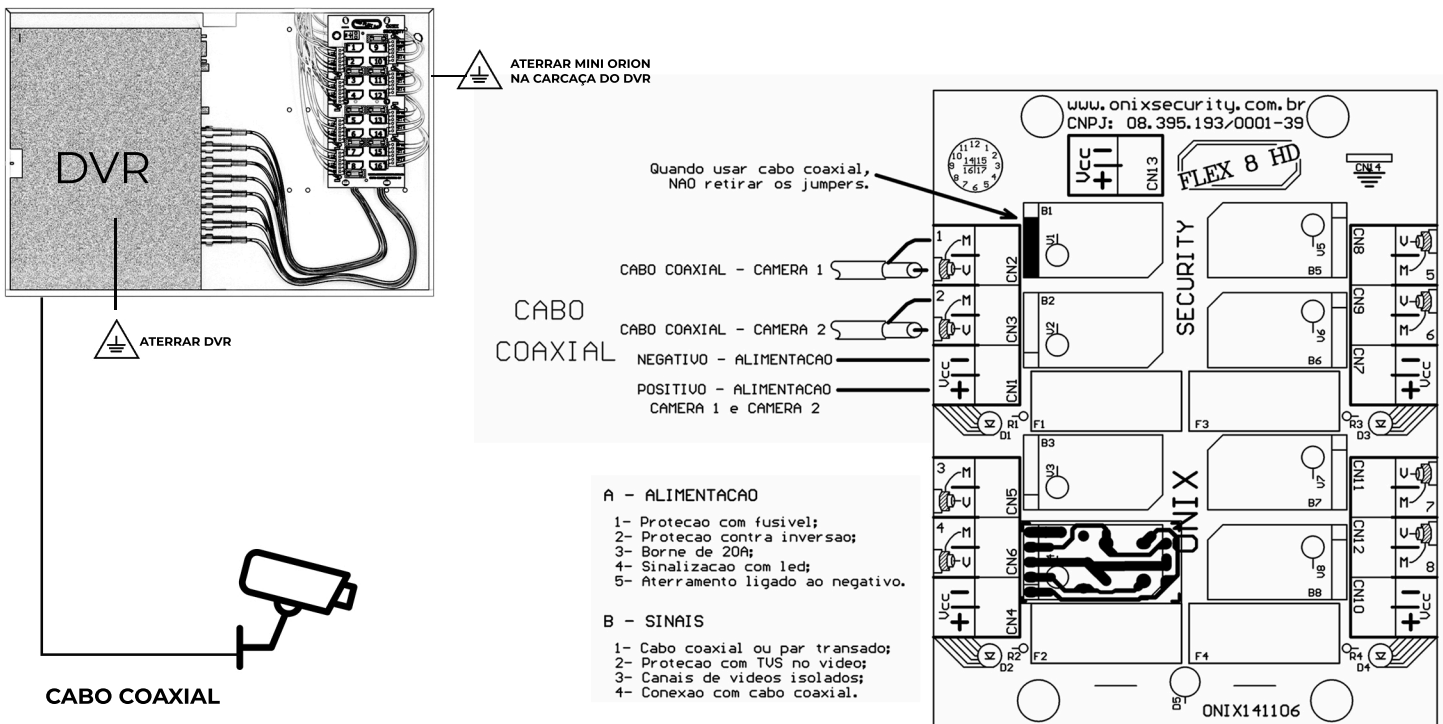 DVR
ATERRAR MINI ORION
NA CARCAÇA DO DVR
ATERRAR DVR
CABO COAXIAL
www.onixsecurity.com.br
CNPJ: 08.395.193/0001-39
Vcc
CN13
FLEX 8 HD
CN14
Quando usar cabo coaxial,
NAO retirar os jumpers.
CABO COAXIAL - CAMERA 1
CABO
COAXIAL
CABO COAXIAL - CAMERA 2
NEGATIVO - ALIMENTACAO
POSITIVO - ALIMENTACAO
CAMERA 1 e CAMERA 2
1 M
V
CN2
2 M
V
CN3
Vcc
CN1
B1
V1
B2
V2
SECURITY
V5
B5
V6
B6
CN8
V
M 5
CN9
V
M 6
CN7
Vcc
D1
R1
F1
F3
R3
D3
A - ALIMENTACAO
1- Protecao com fusivel;
2- Protecao contra inversao;
3- Borne de 20A;
4- Sinalizacao com led;
5- Aterramento ligado ao negativo.
B - SINAIS
1- Cabo coaxial ou par transado;
2- Protecao com TVS no video;
3- Canais de videos isolados;
4- Conexao com cabo coaxial.
3 M
V
CN5
4 M
V
CN6
Vcc
CN4
B3
V3
ONIX
V7
B7
V8
B8
CN11
V
M 7
CN12
V
M 8
CN10
Vcc
D2
R2
F2
F4
R4
D4
D5
ONIX141106